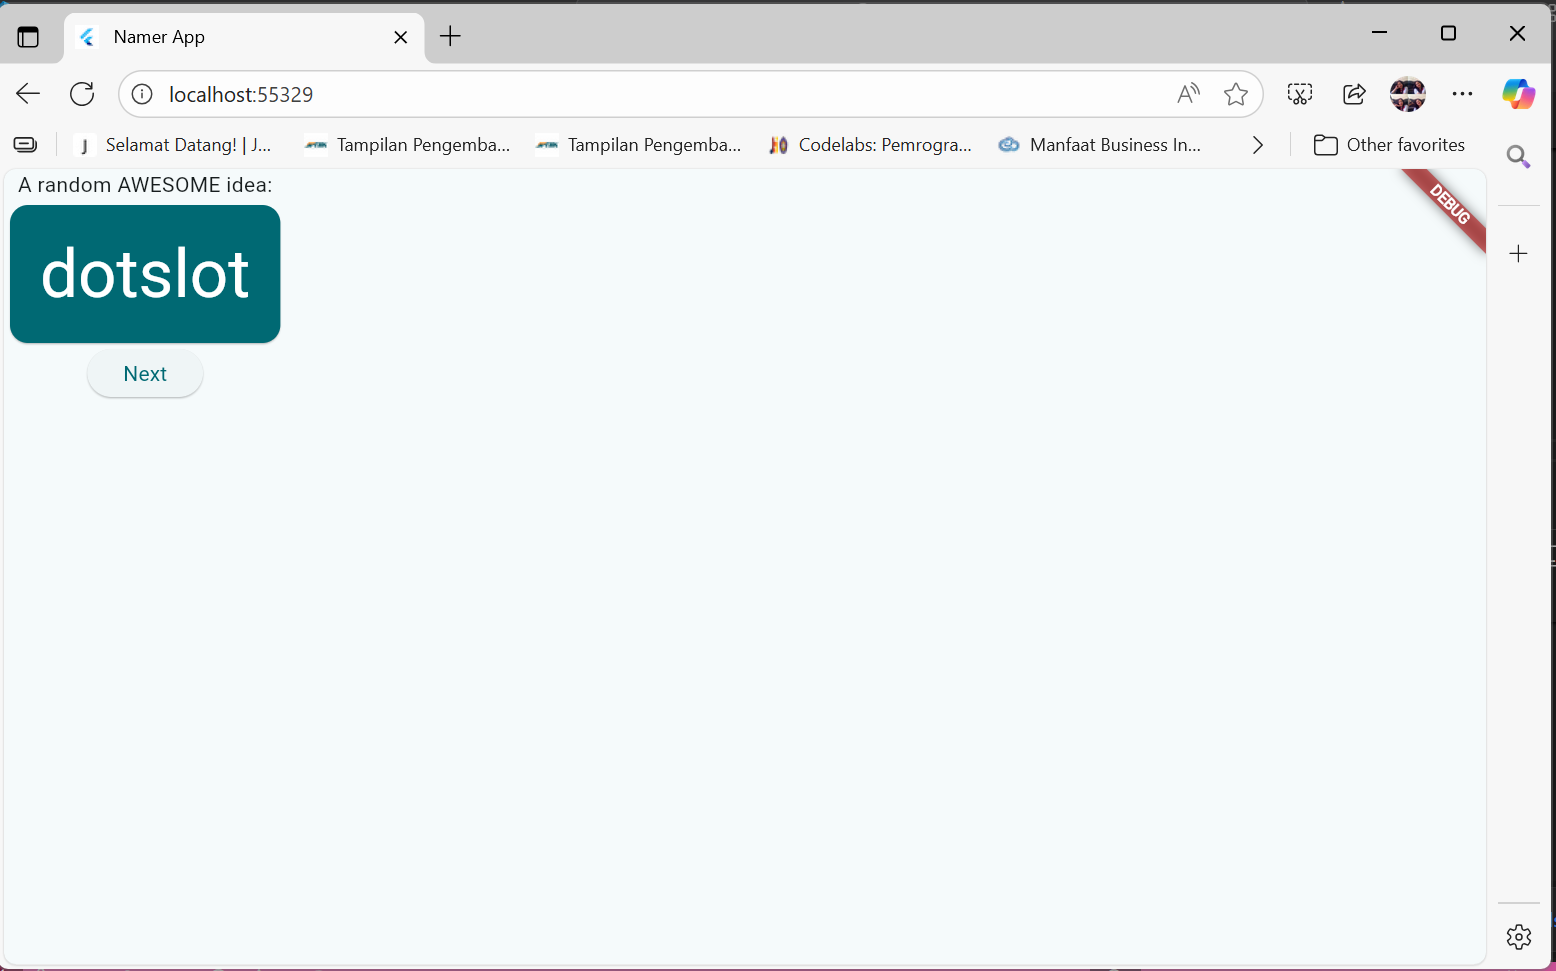 Namer App
localhost:55329
Selamat Datang! | J...
Tampilan Pengemba...
Tampilan Pengemba...
Codelabs: Pemrogra...
Manfaat Business In...
Other favorites
A random AWESOME idea:
DEBUG
dotslot
Next